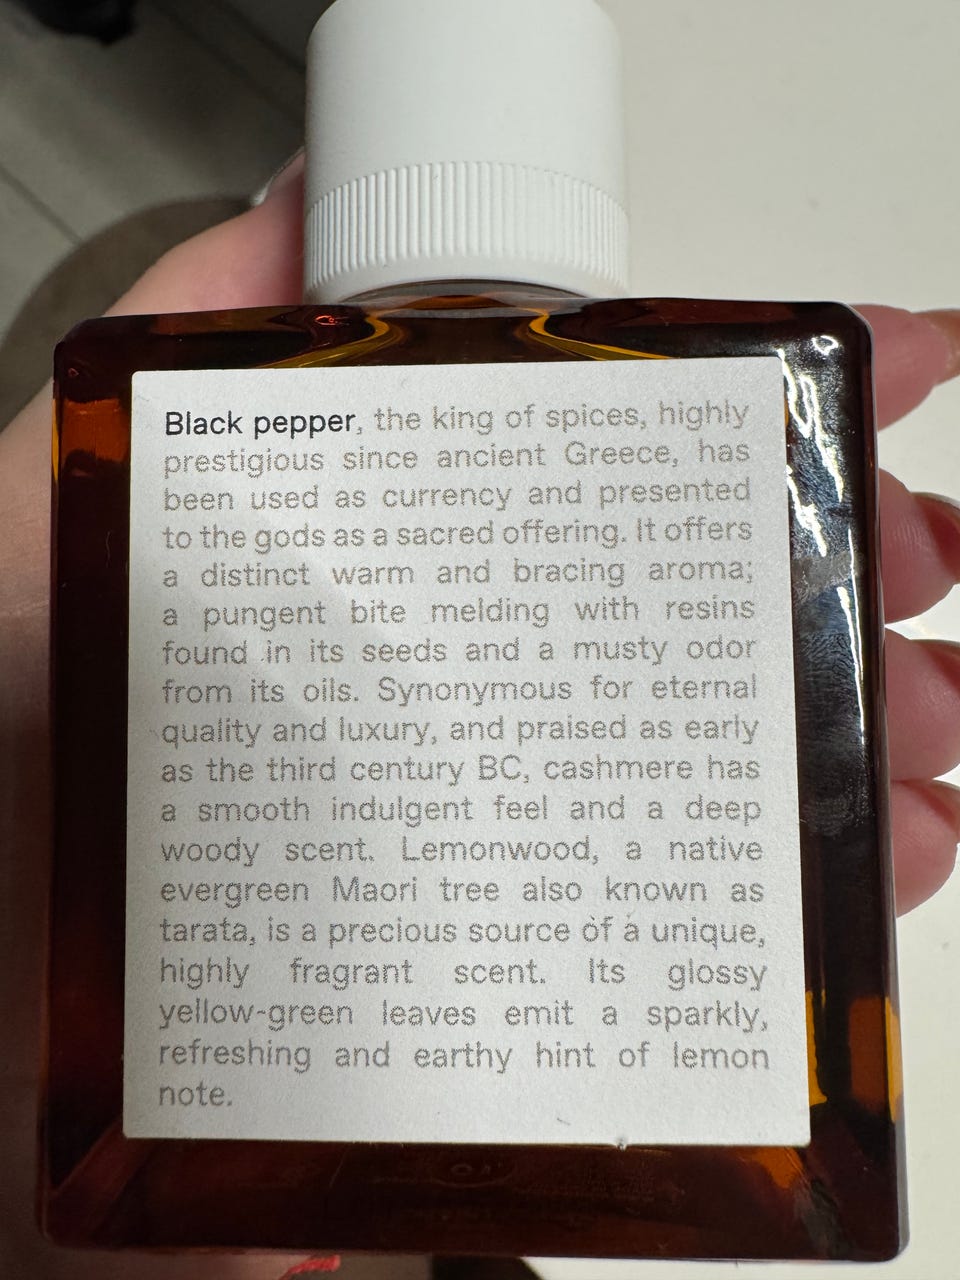 Black pepper, the king of spices, highly
prestigious since ancient Greece, has
been used as currency and presented
to the gods as a sacred offering. It offers
a distinct warm and bracing aroma;
a pungent bite melding with resins
found in its seeds and a musty odor
from its oils. Synonymous for eternal
quality and luxury, and praised as early
as the third century BC, cashmere has
a smooth indulgent feel and a deep
woody scent. Lemonwood, a native
evergreen Maori tree also known as
tarata, is a precious source of a unique,
highly fragrant scent. Its glossy
yellow-green leaves emit a sparkly,
refreshing and earthy hint of lemon
note.